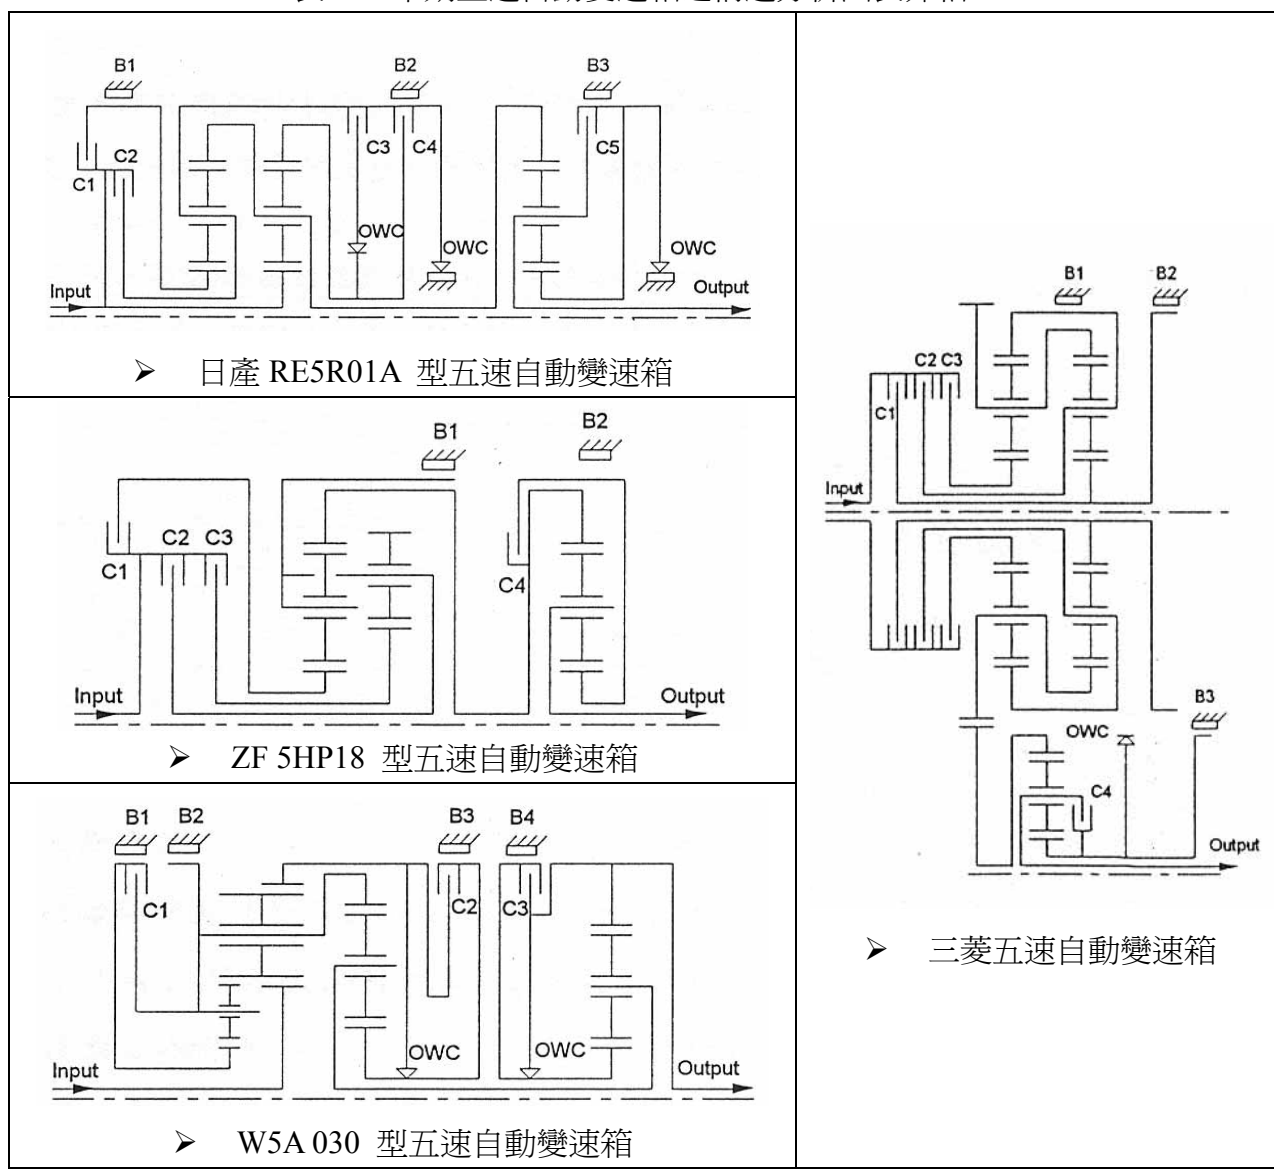 B1
B2
B3
C2
C1
C3
C4
C5
OWC
OWC
OWC
Input
Output
➢ 日產 RE5R01A 型五速自動變速箱
B1
B2
C2
C3
C1
C4
Input
Output
➢ ZF 5HP18 型五速自動變速箱
B1
B2
B3
B4
C1
C2
C3
OWC
OWC
Input
Output
➢ W5A 030 型五速自動變速箱
B1
B2
C2
C3
C1
Input
B3
OWC
C4
Output
➢ 三菱五速自動變速箱